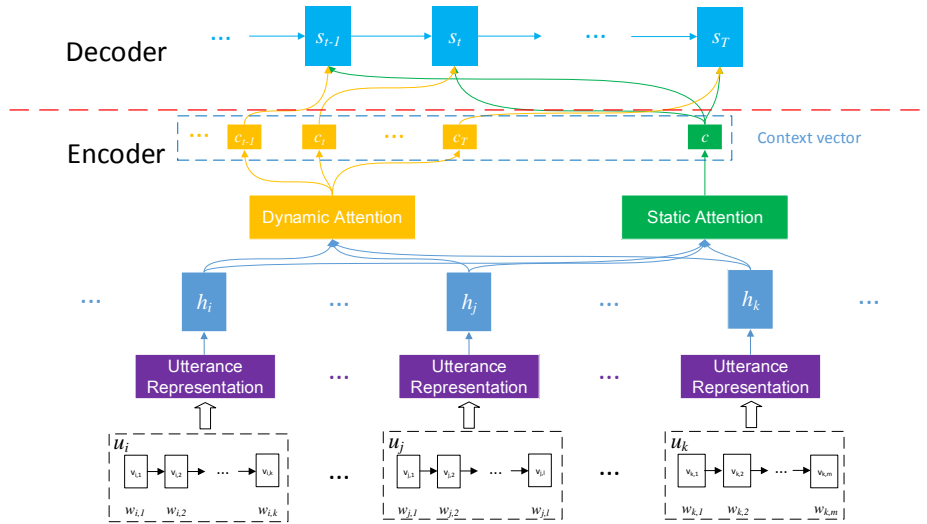 Decoder
... s_{t-1} s_t ... s_T
Encoder
... c_{t-1} c_t ... c_T c
Context vector
Dynamic Attention Static Attention
... h_i ... h_j ... h_k ...
Utterance
Representation
...
Utterance
Representation
...
Utterance
Representation
u_i
v_{i,1} v_{i,2} ... v_{i,k}
w_{i,1} w_{i,2} w_{i,k}
...
u_j
v_{j,1} v_{j,2} ... v_{j,l}
w_{j,1} w_{j,2} w_{j,l}
...
u_k
v_{k,1} v_{k,2} ... v_{k,m}
w_{k,1} w_{k,2} w_{k,m}